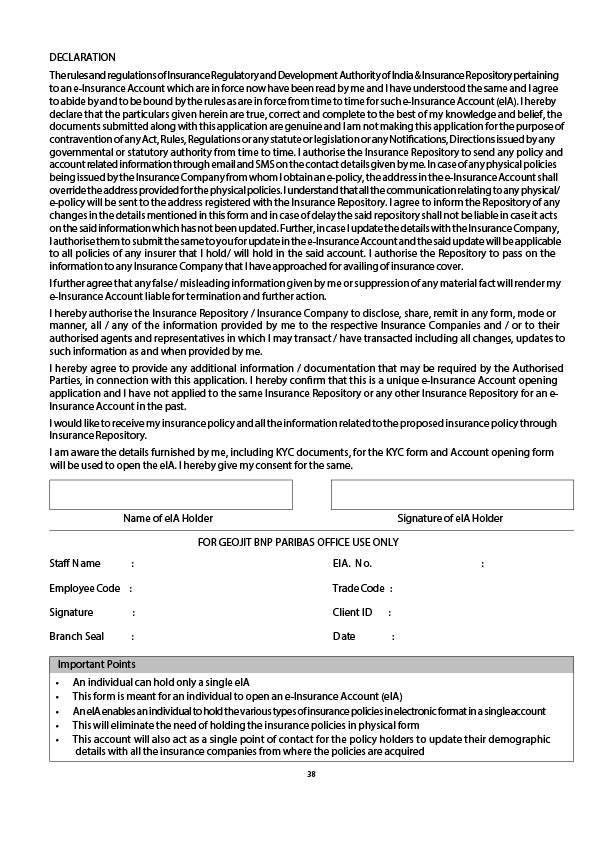 DECLARATION
The rules and regulations of Insurance Regulatory and Development Authority of India & Insurance Repository pertaining
to an e-Insurance Account which are in force now have been read by me and I have understood the same and I agree
to abide by and to be bound by the rules as are in force from time to time for such e-Insurance Account (eIA). I hereby
declare that the particulars given herein are true, correct and complete to the best of my knowledge and belief, the
documents submitted along with this application are genuine and I am not making this application for the purpose of
contravention of any Act, Rules, Regulations or any statute or legislation or any Notifications, Directions issued by any
governmental or statutory authority from time to time. I authorise the Insurance Repository to send any policy and
account related information through email and SMS on the contact details given by me. In case of any physical policies
being issued by the Insurance Company from whom I obtain an e-policy, the address in the e-Insurance Account shall
override the address provided for the physical policies. I understand that all the communication relating to any physical/
e-policy will be sent to the address registered with the Insurance Repository. I agree to inform the Repository of any
changes in the details mentioned in this form and in case of delay the said repository shall not be liable in case it acts
on the said information which has not been updated. Further, in case I update the details with the Insurance Company,
I authorise them to submit the same to you for update in the e-Insurance Account and the said update will be applicable
to all policies of any insurer that I hold/ will hold in the said account. I authorise the Repository to pass on the
information to any Insurance Company that I have approached for availing of insurance cover.
I further agree that any false / misleading information given by me or suppression of any material fact will render my
e-Insurance Account liable for termination and further action.
I hereby authorise the Insurance Repository / Insurance Company to disclose, share, remit in any form, mode or
manner, all / any of the information provided by me to the respective Insurance Companies and / or to their
authorised agents and representatives in which I may transact / have transacted including all changes, updates to
such information as and when provided by me.
I hereby agree to provide any additional information / documentation that may be required by the Authorised
Parties, in connection with this application. I hereby confirm that this is a unique e-Insurance Account opening
application and I have not applied to the same Insurance Repository or any other Insurance Repository for an e-
Insurance Account in the past.
I would like to receive my insurance policy and all the information related to the proposed insurance policy through
Insurance Repository.
I am aware the details furnished by me, including KYC documents, for the KYC form and Account opening form
will be used to open the eIA. I hereby give my consent for the same.
Name of eIA Holder Signature of eIA Holder
FOR GEOJIT BNP PARIBAS OFFICE USE ONLY
Staff Name : EIA. No. :
Employee Code : Trade Code :
Signature : Client ID :
Branch Seal : Date :
Important Points
• An individual can hold only a single eIA
• This form is meant for an individual to open an e-Insurance Account (eIA)
• An eIA enables an individual to hold the various types of insurance policies in electronic format in a single account
• This will eliminate the need of holding the insurance policies in physical form
• This account will also act as a single point of contact for the policy holders to update their demographic
details with all the insurance companies from where the policies are acquired
38